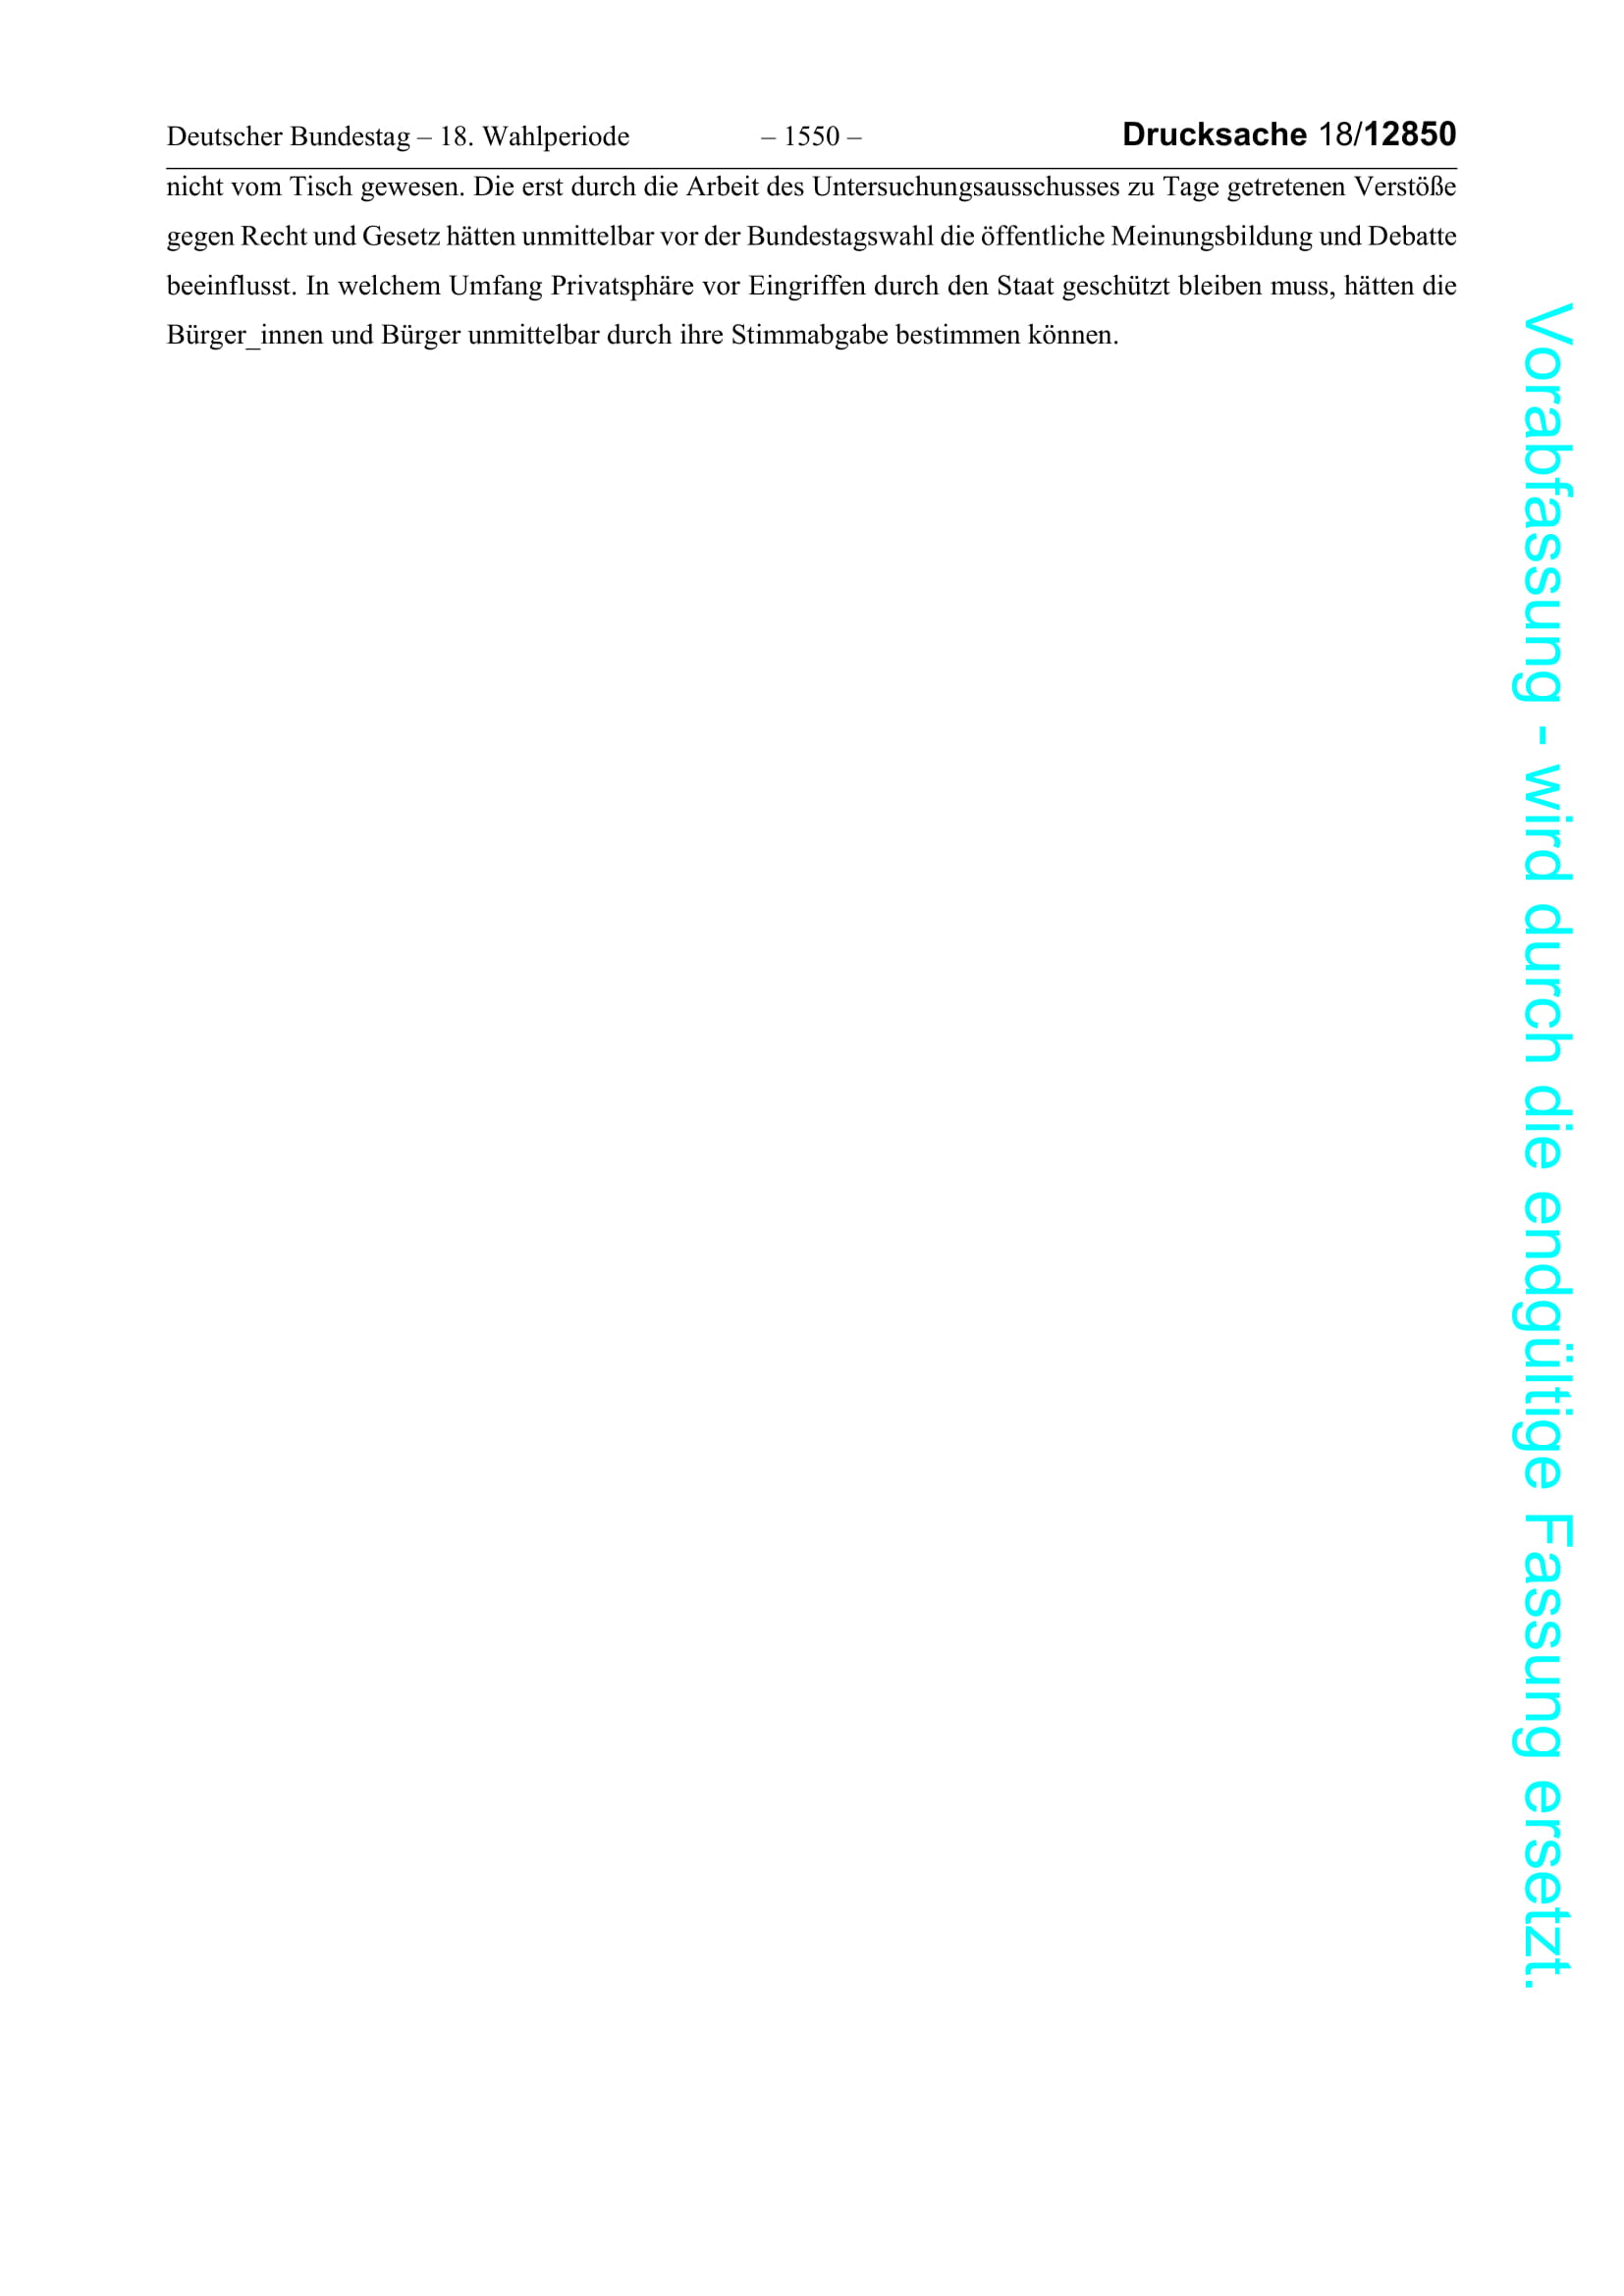 Deutscher Bundestag – 18. Wahlperiode – 1550 – Drucksache 18/12850
nicht vom Tisch gewesen. Die erst durch die Arbeit des Untersuchungsausschusses zu Tage getretenen Verstöße
gegen Recht und Gesetz hätten unmittelbar vor der Bundestagswahl die öffentliche Meinungsbildung und Debatte
beeinflusst. In welchem Umfang Privatsphäre vor Eingriffen durch den Staat geschützt bleiben muss, hätten die
Bürger_innen und Bürger unmittelbar durch ihre Stimmabgabe bestimmen können.
Vorabfassung - wird durch die endgültige Fassung ersetzt.